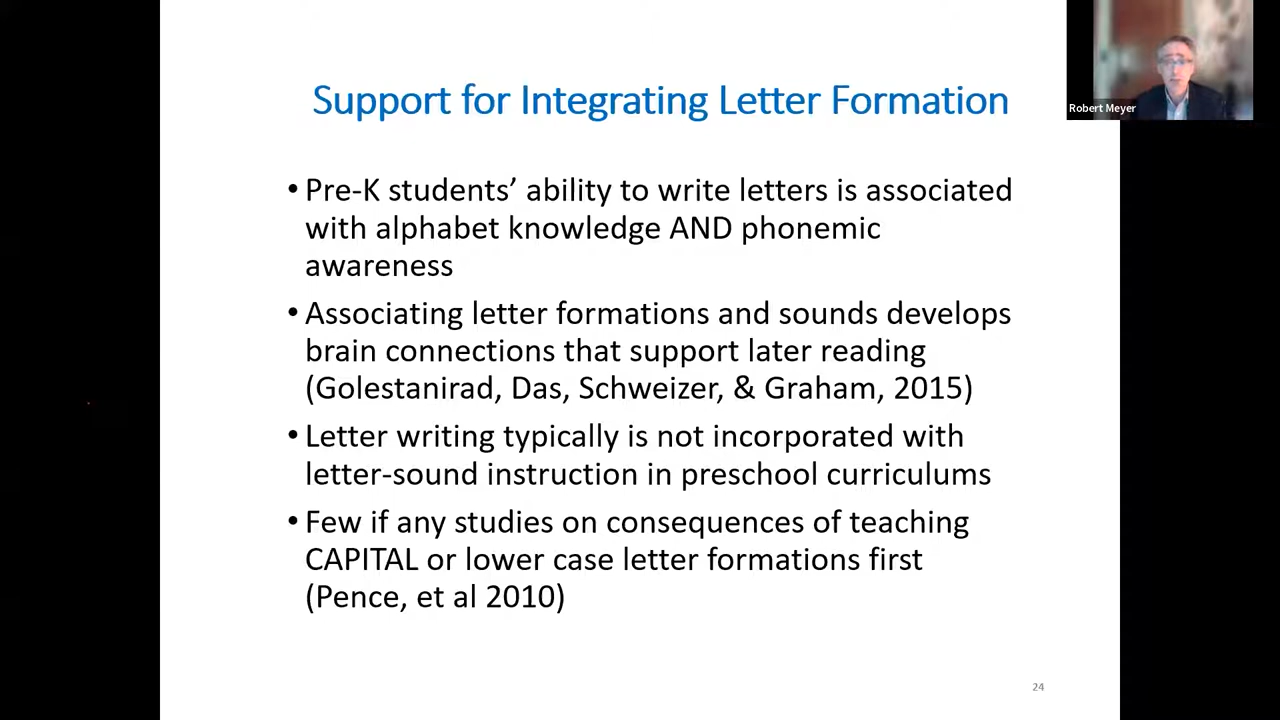 Support for Integrating Letter Formation
Robert Meyer
• Pre-K students’ ability to write letters is associated
with alphabet knowledge AND phonemic
awareness
• Associating letter formations and sounds develops
brain connections that support later reading
(Golestanirad, Das, Schweizer, & Graham, 2015)
• Letter writing typically is not incorporated with
letter-sound instruction in preschool curriculums
• Few if any studies on consequences of teaching
CAPITAL or lower case letter formations first
(Pence, et al 2010)
24